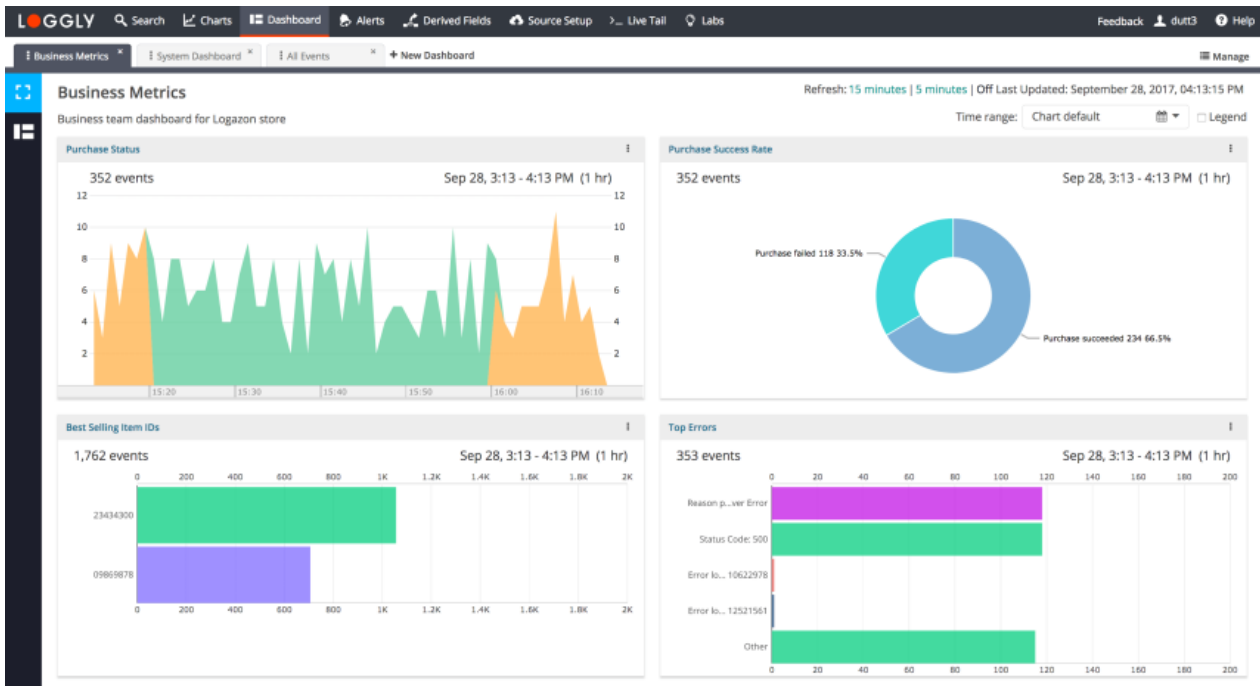 LOGGLY Search Charts Dashboard Alerts Derived Fields Source Setup >_ Live Tail Labs Feedback dutt3 Help
Business Metrics × System Dashboard × All Events × + New Dashboard Manage
Business Metrics
Refresh: 15 minutes | 5 minutes | Off Last Updated: September 28, 2017, 04:13:15 PM
Business team dashboard for Logazon store
Time range: Chart default Legend
Purchase Status
352 events Sep 28, 3:13 - 4:13 PM (1 hr)
12 12
10 10
8 8
6 6
4 4
2 2
15:20 15:30 15:40 15:50 16:00 16:10
Purchase Success Rate
352 events Sep 28, 3:13 - 4:13 PM (1 hr)
Purchase failed 118 33.5%
Purchase succeeded 234 66.5%
Best Selling Item IDs
1,762 events Sep 28, 3:13 - 4:13 PM (1 hr)
0 200 400 600 800 1K 1.2K 1.4K 1.6K 1.8K 2K
23434300
09869878
0 200 400 600 800 1K 1.2K 1.4K 1.6K 1.8K 2K
Top Errors
353 events Sep 28, 3:13 - 4:13 PM (1 hr)
0 20 40 60 80 100 120 140 160 180 200
Reason p...ver Error
Status Code: 500
Error lo... 10622978
Error lo... 12521561
Other
0 20 40 60 80 100 120 140 160 180 200